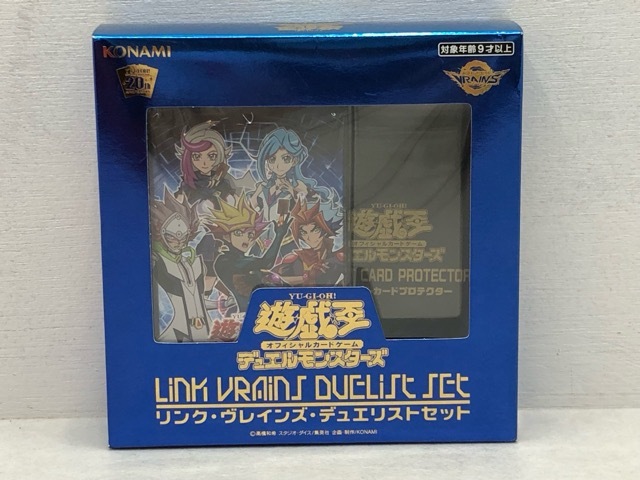 KONAMI
対象年齢9才以上
20th
VRAINS
YU-GI-OH!
遊戯王
オフィシャルカードゲーム
エルモンスターズ
CARD PROTECTOR
カードプロテクター
YU-GI-OH!
遊戯王
オフィシャルカードゲーム
デュエルモンスターズ
LINK VRAINS DUELIST SET
リンク・ヴレインズ・デュエリストセット
©高橋和希 スタジオ・ダイス/集英社 企画・制作/KONAMI